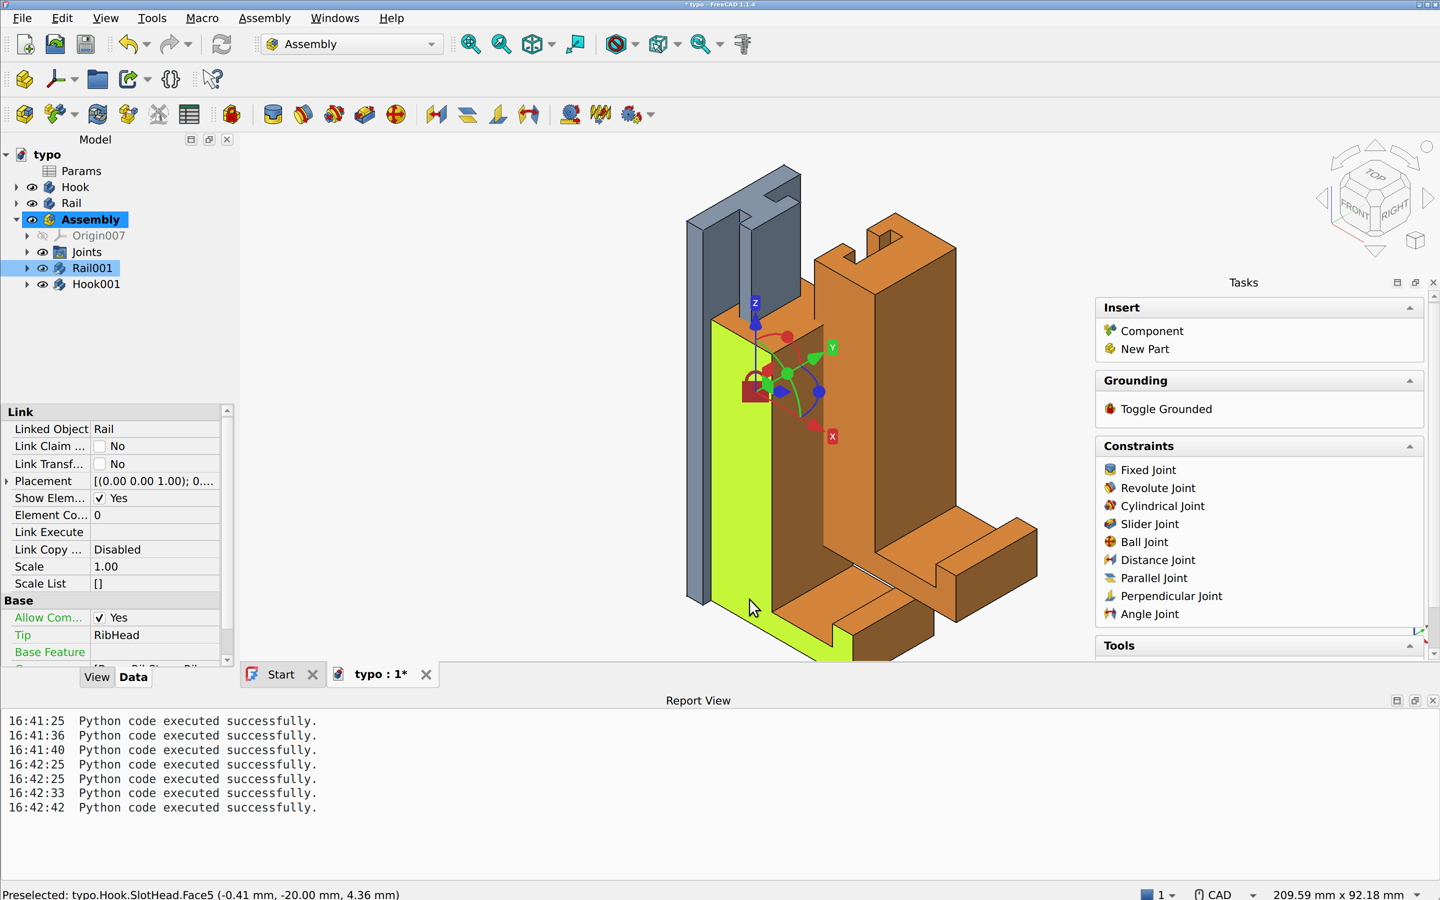 * typo - FreeCAD 1.1.4
File Edit View Tools Macro Assembly Windows Help
Assembly
Model
typo
Params
Hook
Rail
Assembly
Origin007
Joints
Rail001
Hook001
Link
Linked Object Rail
Link Claim ... No
Link Transf... No
Placement [(0.00 0.00 1.00); 0....
Show Elem... Yes
Element Co... 0
Link Execute
Link Copy ... Disabled
Scale 1.00
Scale List []
Base
Allow Com... Yes
Tip RibHead
Base Feature
View Data
Z
Y
X
TOP
FRONT
RIGHT
Tasks
Insert
Component
New Part
Grounding
Toggle Grounded
Constraints
Fixed Joint
Revolute Joint
Cylindrical Joint
Slider Joint
Ball Joint
Distance Joint
Parallel Joint
Perpendicular Joint
Angle Joint
Tools
Start
typo : 1*
Report View
16:41:25 Python code executed successfully.
16:41:36 Python code executed successfully.
16:41:40 Python code executed successfully.
16:42:25 Python code executed successfully.
16:42:25 Python code executed successfully.
16:42:33 Python code executed successfully.
16:42:42 Python code executed successfully.
Preselected: typo.Hook.SlotHead.Face5 (-0.41 mm, -20.00 mm, 4.36 mm)
1
CAD
209.59 mm x 92.18 mm